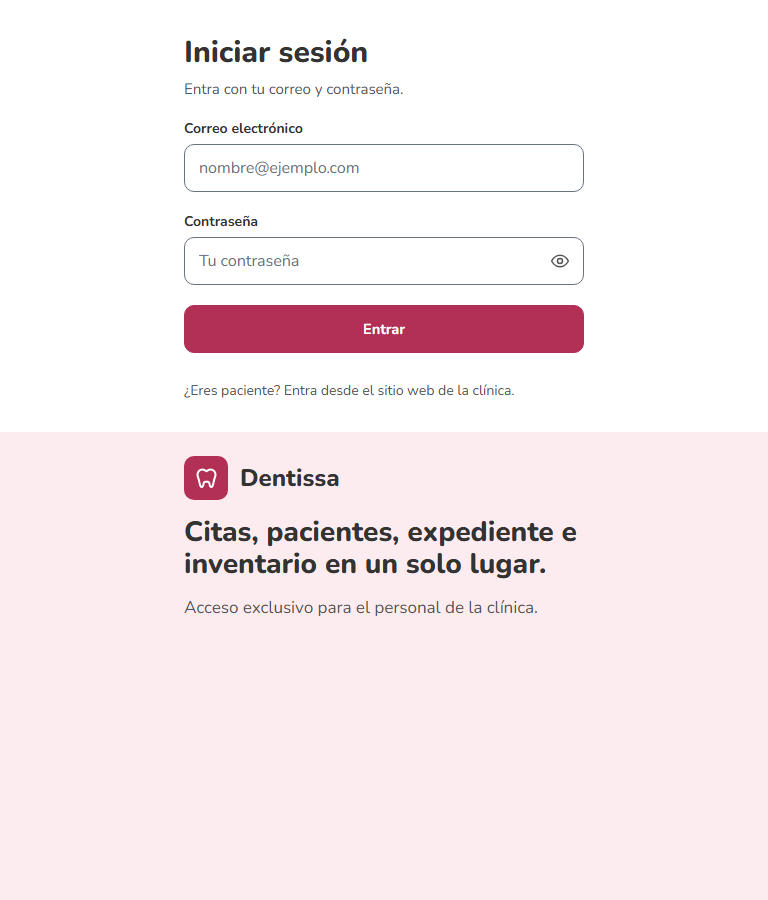 Iniciar sesión
Entra con tu correo y contraseña.
Correo electrónico
nombre@ejemplo.com
Contraseña
Tu contraseña
Entrar
¿Eres paciente? Entra desde el sitio web de la clínica.
Dentissa
Citas, pacientes, expediente e
inventario en un solo lugar.
Acceso exclusivo para el personal de la clínica.